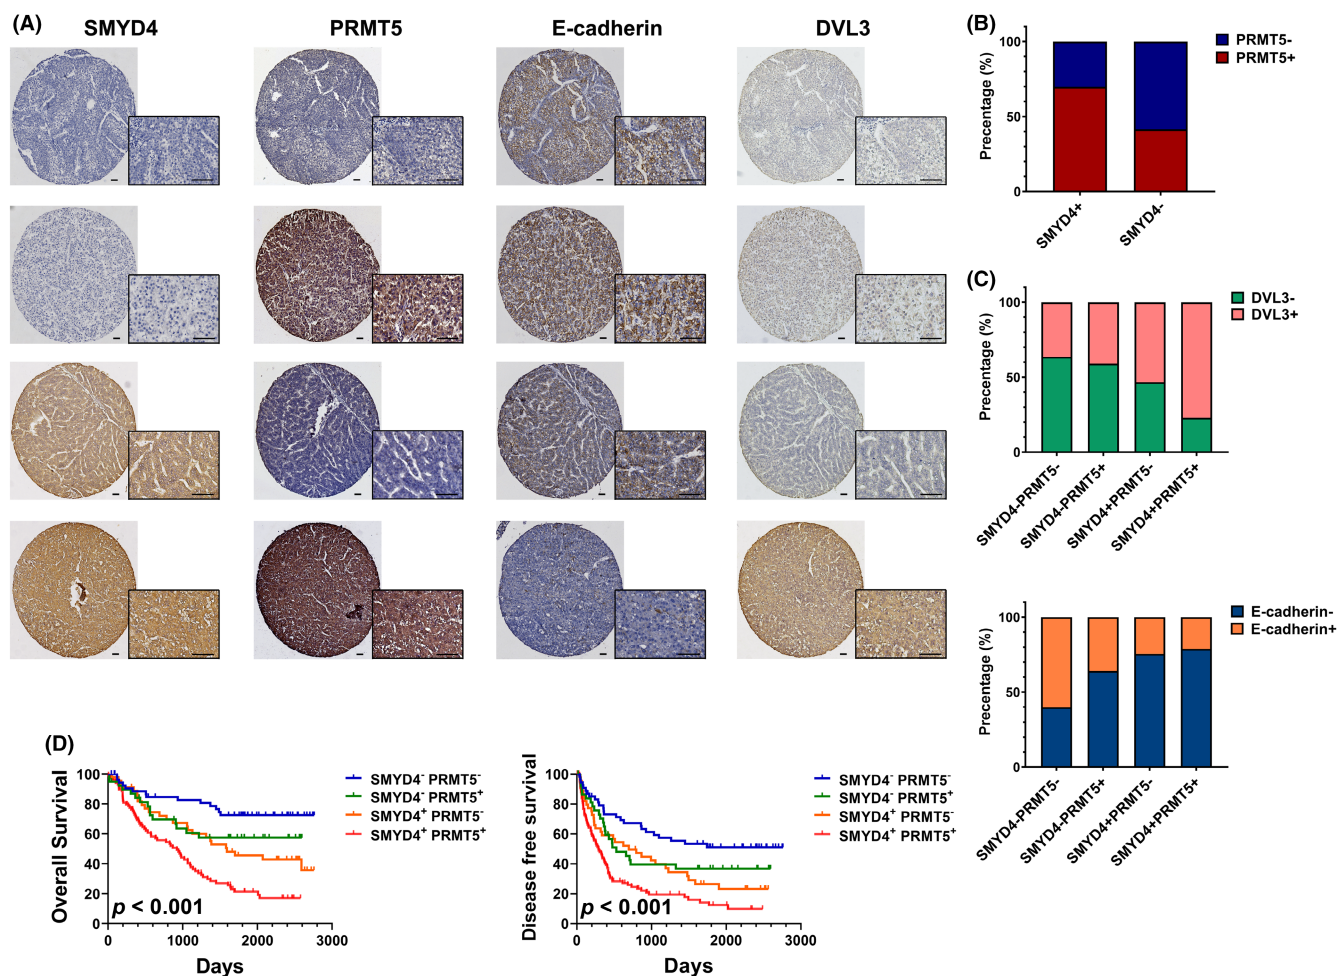 (A)
SMYD4
PRMT5
E-cadherin
DVL3
(B)
Precentage (%)
100
50
0
SMYD4+
SMYD4-
PRMT5-
PRMT5+
(C)
Precentage (%)
100
50
0
SMYD4-PRMT5-
SMYD4-PRMT5+
SMYD4+PRMT5-
SMYD4+PRMT5+
DVL3-
DVL3+
Precentage (%)
100
50
0
SMYD4-PRMT5-
SMYD4-PRMT5+
SMYD4+PRMT5-
SMYD4+PRMT5+
E-cadherin-
E-cadherin+
(D)
Overall Survival
100
80
60
40
20
0
p < 0.001
0 1000 2000 3000
Days
SMYD4⁻ PRMT5⁻
SMYD4⁻ PRMT5⁺
SMYD4⁺ PRMT5⁻
SMYD4⁺ PRMT5⁺
Disease free survival
100
80
60
40
20
0
p < 0.001
0 1000 2000 3000
Days
SMYD4⁻ PRMT5⁻
SMYD4⁻ PRMT5⁺
SMYD4⁺ PRMT5⁻
SMYD4⁺ PRMT5⁺